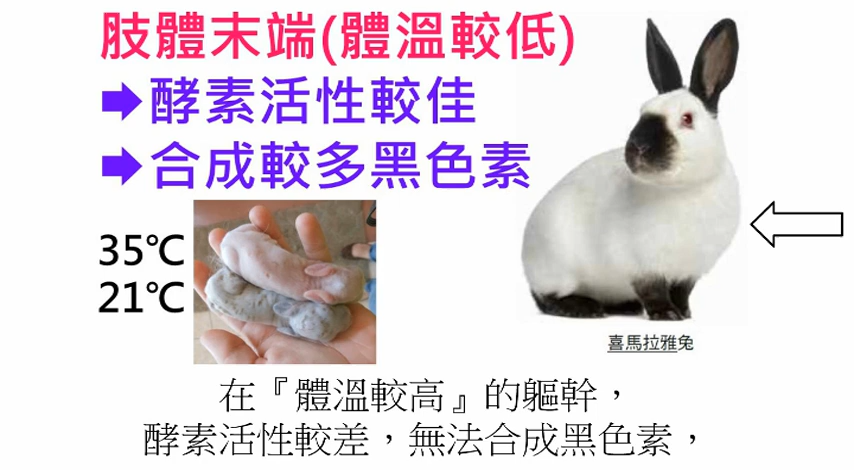 肢體末端(體溫較低)
➡酵素活性較佳
➡合成較多黑色素
35℃
21℃
喜馬拉雅兔
在『體溫較高』的軀幹，
酵素活性較差，無法合成黑色素，